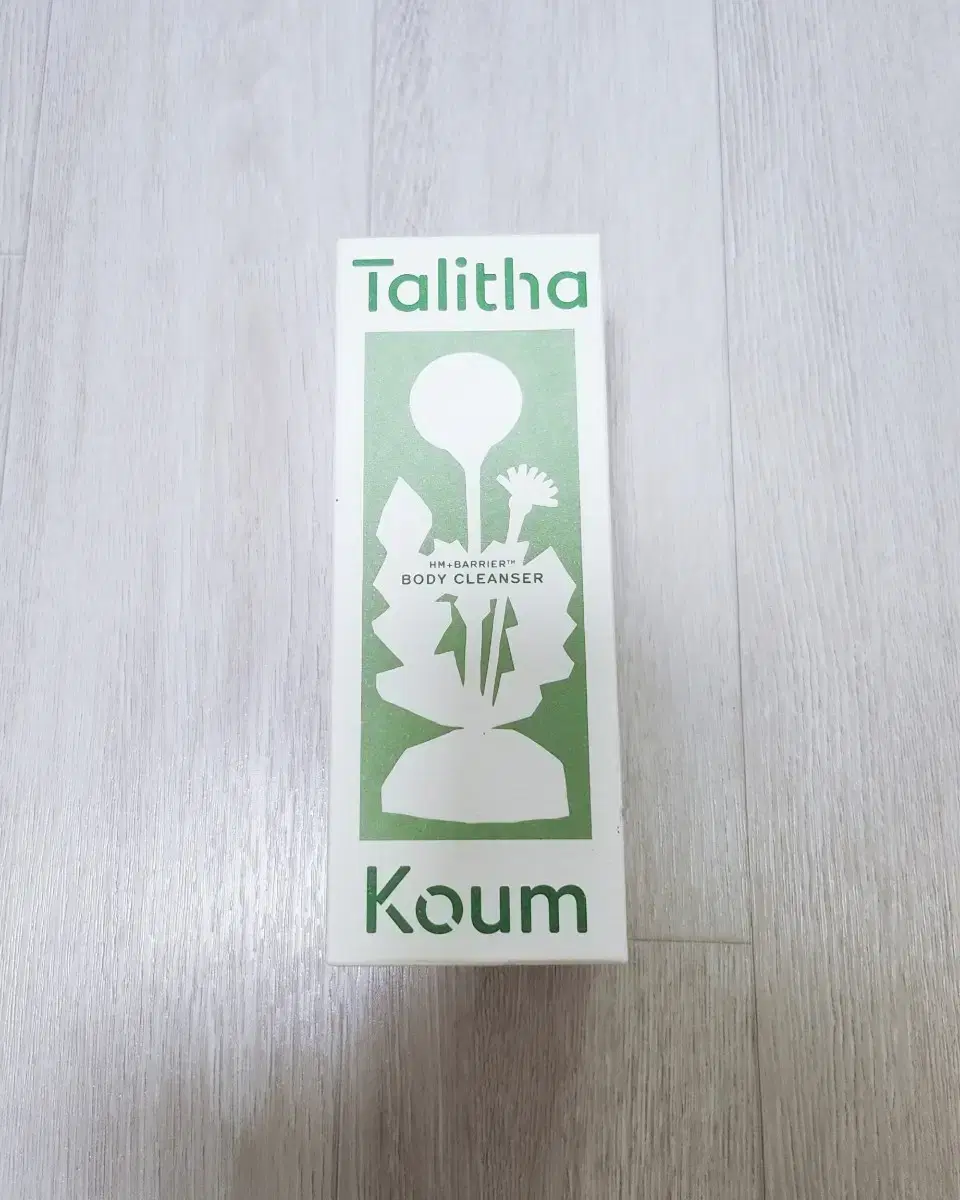 Talitha
HM+BARRIER™
BODY CLEANSER
Koum